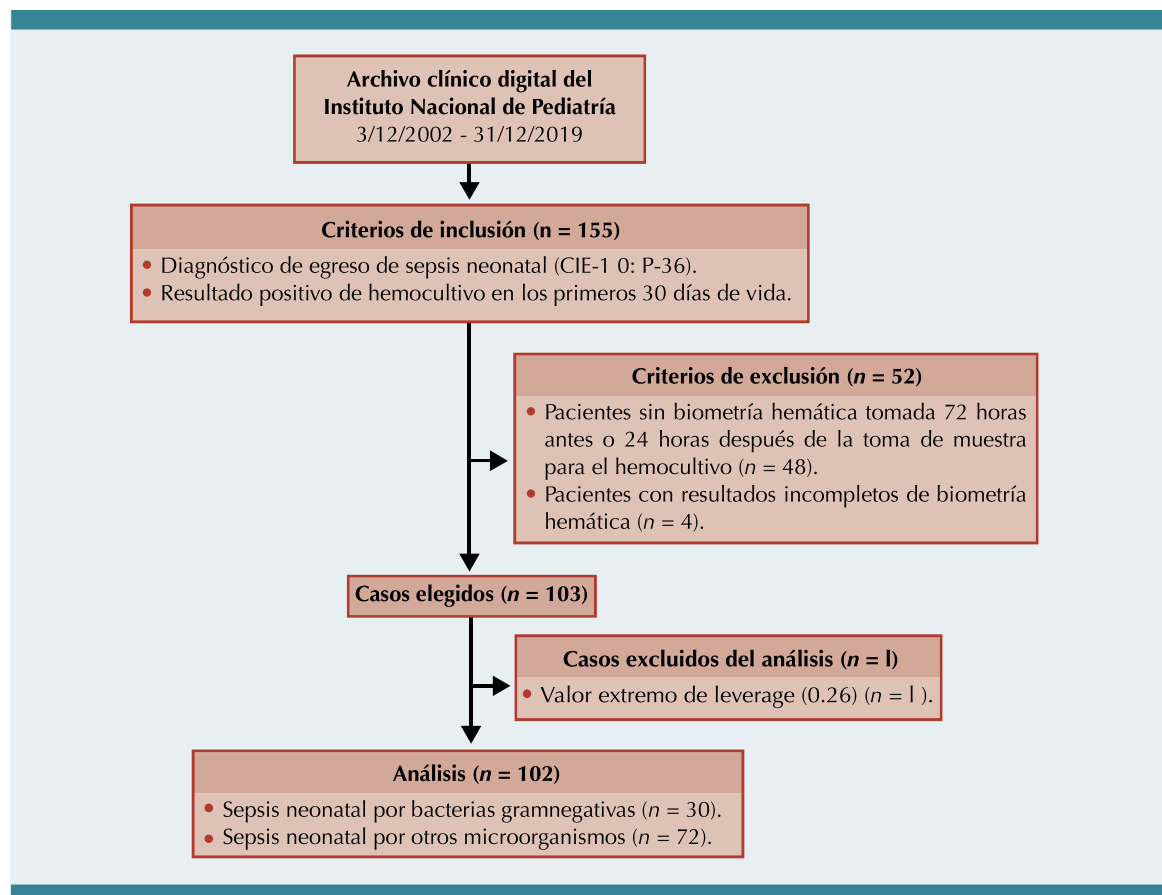 Archivo clínico digital del
Instituto Nacional de Pediatría
3/12/2002 - 31/12/2019
Criterios de inclusión (n = 155)
• Diagnóstico de egreso de sepsis neonatal (CIE-1 0: P-36).
• Resultado positivo de hemocultivo en los primeros 30 días de vida.
Criterios de exclusión (n = 52)
• Pacientes sin biometría hemática tomada 72 horas
antes o 24 horas después de la toma de muestra
para el hemocultivo (n = 48).
• Pacientes con resultados incompletos de biometría
hemática (n = 4).
Casos elegidos (n = 103)
Casos excluidos del análisis (n = l)
• Valor extremo de leverage (0.26) (n = l ).
Análisis (n = 102)
• Sepsis neonatal por bacterias gramnegativas (n = 30).
• Sepsis neonatal por otros microorganismos (n = 72).